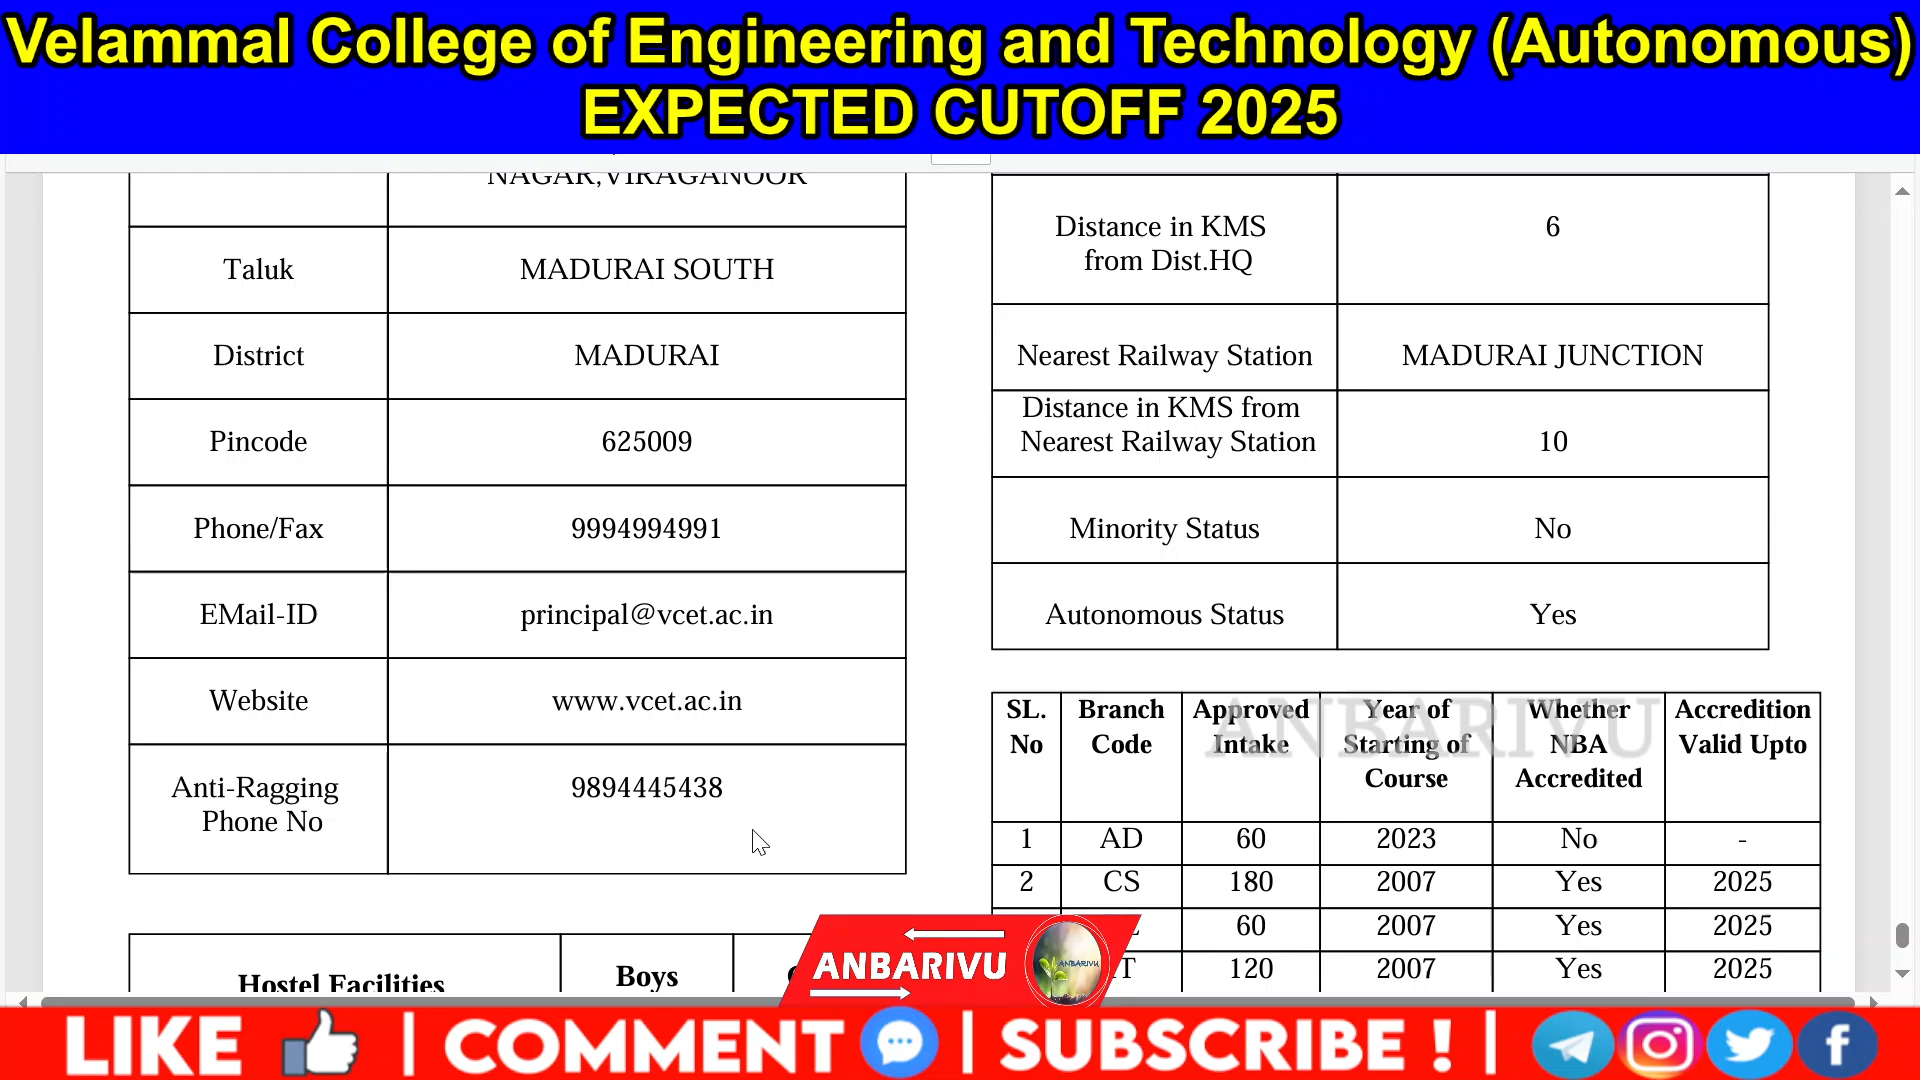 Velammal College of Engineering and Technology (Autonomous)
EXPECTED CUTOFF 2025
NAGAR,VIRAGANOOR
Taluk MADURAI SOUTH
District MADURAI
Pincode 625009
Phone/Fax 9994994991
EMail-ID principal@vcet.ac.in
Website www.vcet.ac.in
Anti-Ragging 9894445438
Phone No
Hostel Facilities Boys
Distance in KMS 6
from Dist.HQ
Nearest Railway Station MADURAI JUNCTION
Distance in KMS from
Nearest Railway Station 10
Minority Status No
Autonomous Status Yes
ANBARIVU
SL. Branch Approved Year of Whether Accredition
No Code Intake Starting of NBA Valid Upto
Course Accredited
1 AD 60 2023 No -
2 CS 180 2007 Yes 2025
60 2007 Yes 2025
120 2007 Yes 2025
ANBARIVU
ANBARIVU
LIKE | COMMENT | SUBSCRIBE ! |